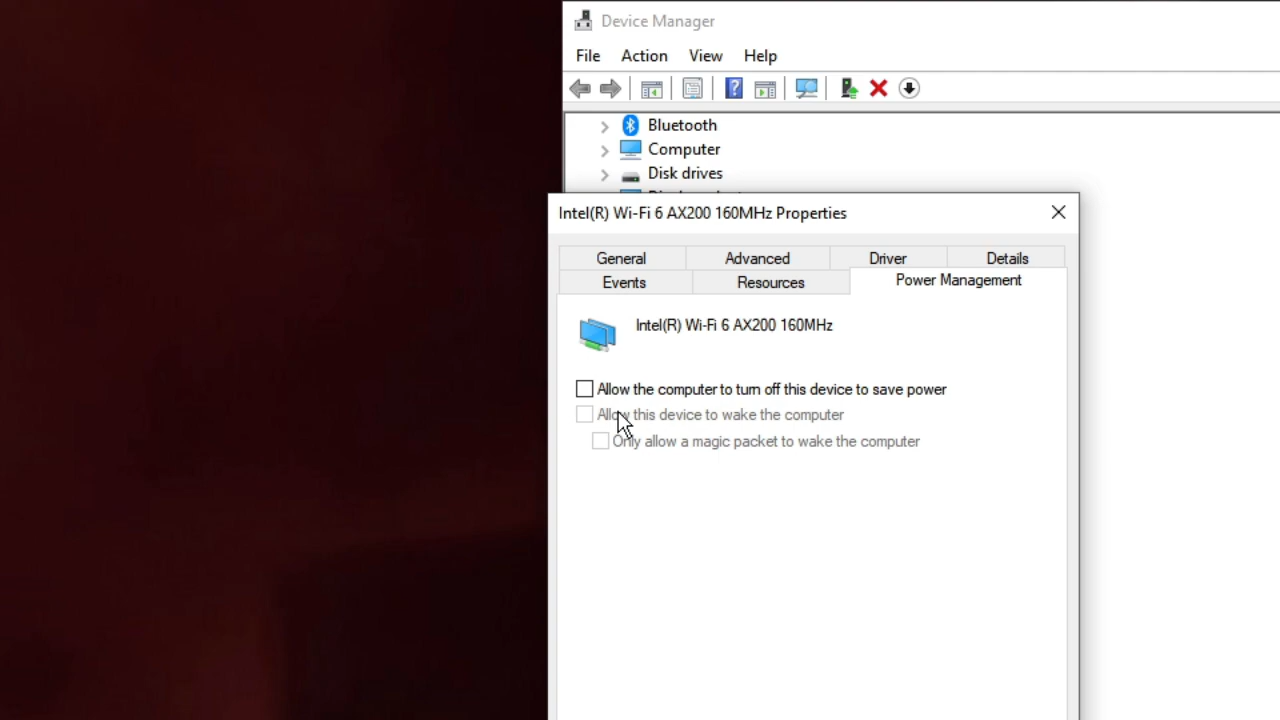 Device Manager
File Action View Help
Bluetooth
Computer
Disk drives
Intel(R) Wi-Fi 6 AX200 160MHz Properties
General Advanced Driver Details
Events Resources Power Management
Intel(R) Wi-Fi 6 AX200 160MHz
Allow the computer to turn off this device to save power
Allow this device to wake the computer
Only allow a magic packet to wake the computer